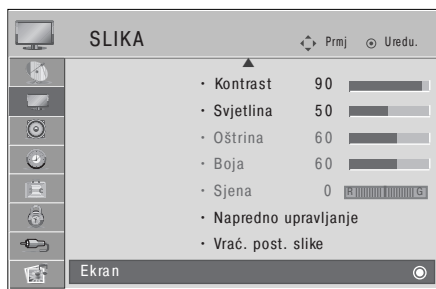 SLIKA Prmj Uredu.
• Kontrast 90
• Svjetlina 50
• Oštrina 60
• Boja 60
• Sjena 0 R G
• Napredno upravljanje
• Vrać. post. slike
Ekran